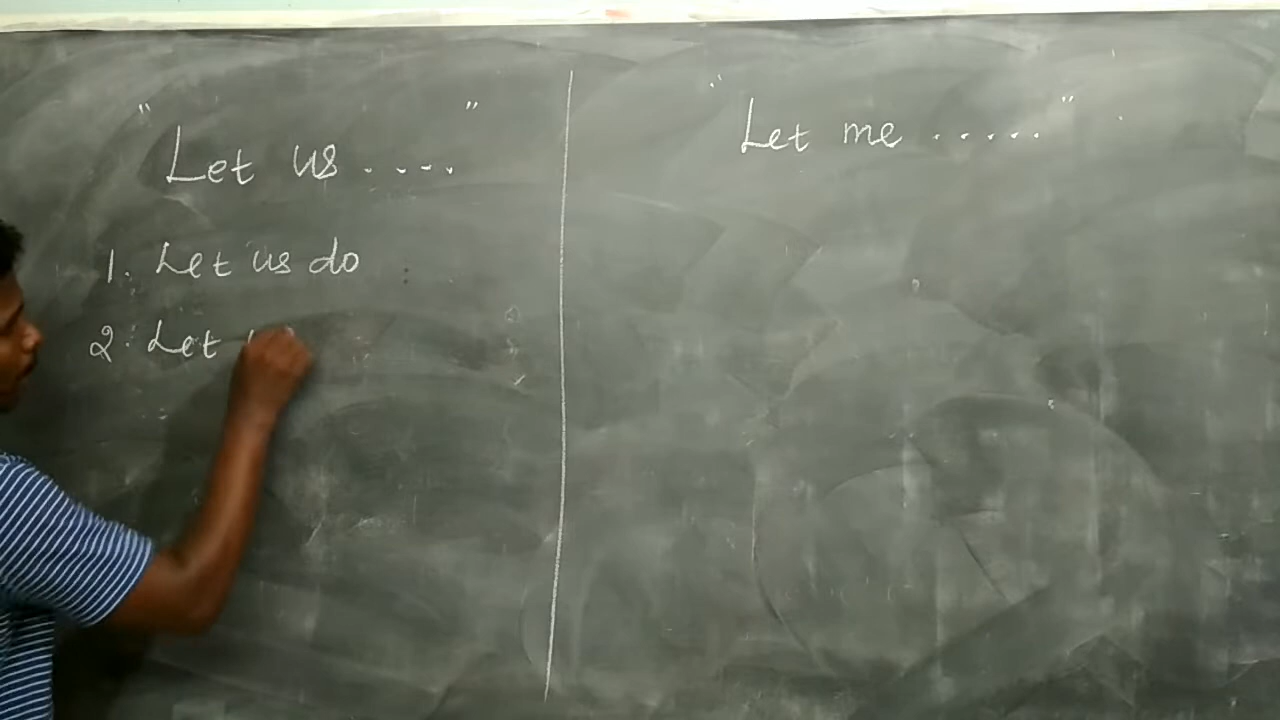 "Let us ...."
1. Let us do
2. Let
"Let me ....."